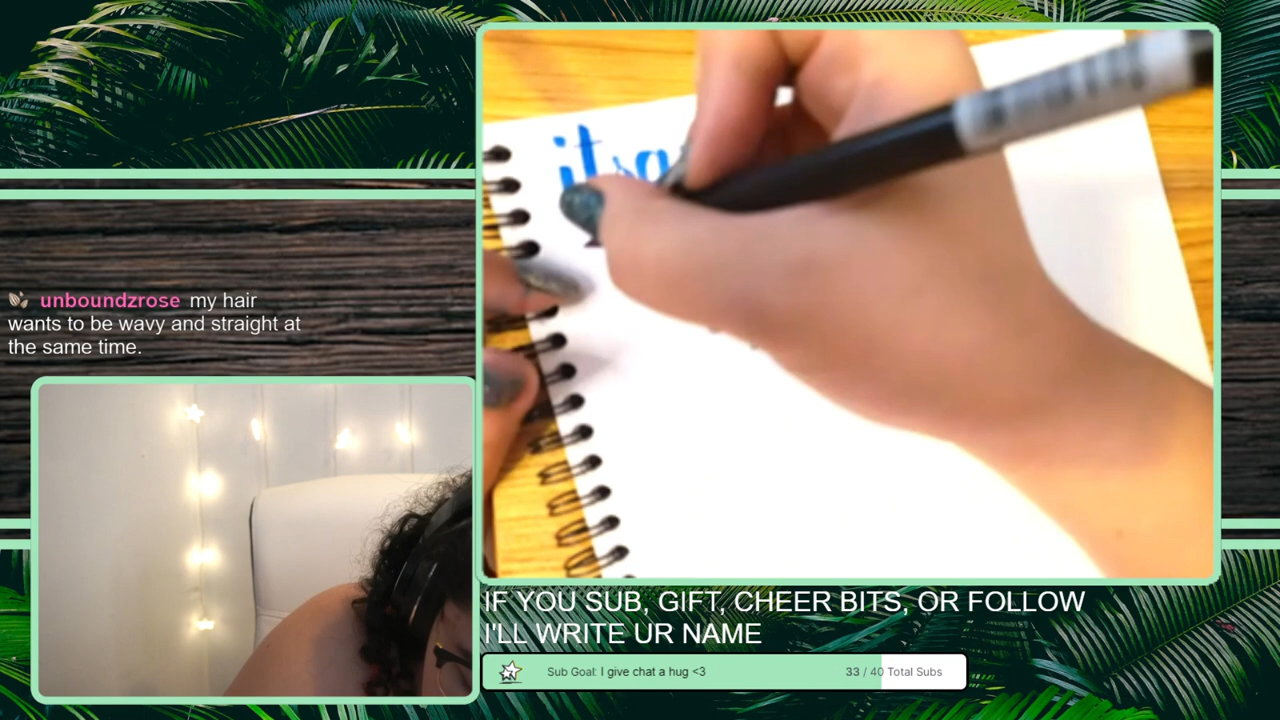 unboundzrose my hair
wants to be wavy and straight at
the same time.
IF YOU SUB, GIFT, CHEER BITS, OR FOLLOW
I'LL WRITE UR NAME
Sub Goal: I give chat a hug <3
33 / 40 Total Subs